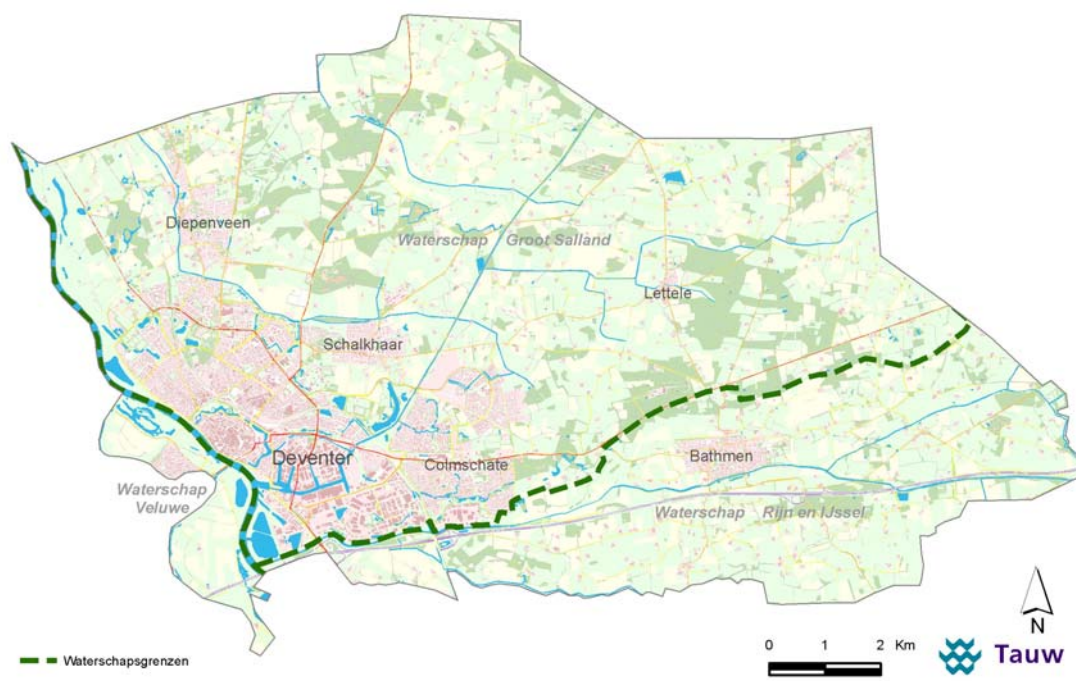 Diepenveen
Waterschap Groot Salland
Lettele
Schalkhaar
Deventer
Colmschate
Bathmen
Waterschap
Veluwe
Waterschap Rijn en IJssel
N
Waterschapsgrenzen
0 1 2 Km
Tauw